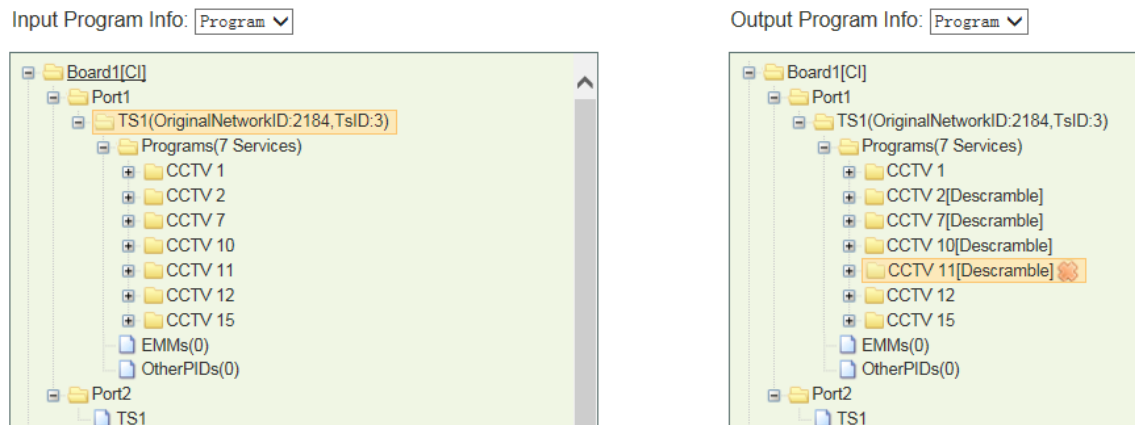 Input Program Info: Program
Board1[CI]
Port1
TS1(OriginalNetworkID:2184,TsID:3)
Programs(7 Services)
CCTV 1
CCTV 2
CCTV 7
CCTV 10
CCTV 11
CCTV 12
CCTV 15
EMMs(0)
OtherPIDs(0)
Port2
TS1
Output Program Info: Program
Board1[CI]
Port1
TS1(OriginalNetworkID:2184,TsID:3)
Programs(7 Services)
CCTV 1
CCTV 2[Descramble]
CCTV 7[Descramble]
CCTV 10[Descramble]
CCTV 11[Descramble]
CCTV 12
CCTV 15
EMMs(0)
OtherPIDs(0)
Port2
TS1